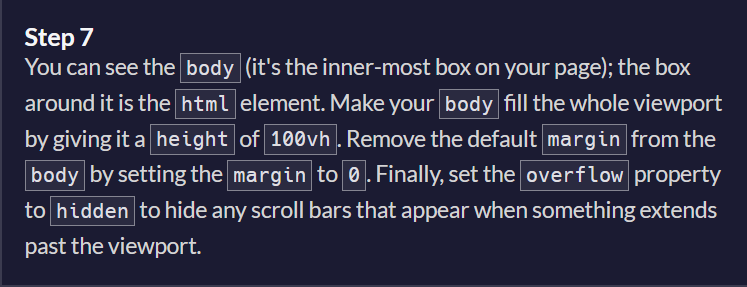 Step 7
You can see the body (it's the inner-most box on your page); the box
around it is the html element. Make your body fill the whole viewport
by giving it a height of 100vh. Remove the default margin from the
body by setting the margin to 0. Finally, set the overflow property
to hidden to hide any scroll bars that appear when something extends
past the viewport.